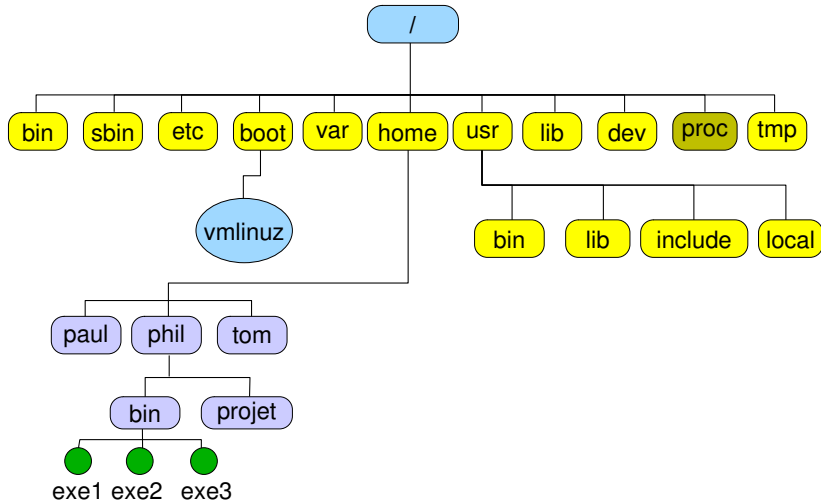 /
bin sbin etc boot var home usr lib dev proc tmp
vmlinuz bin lib include local
paul phil tom
bin projet
exe1 exe2 exe3